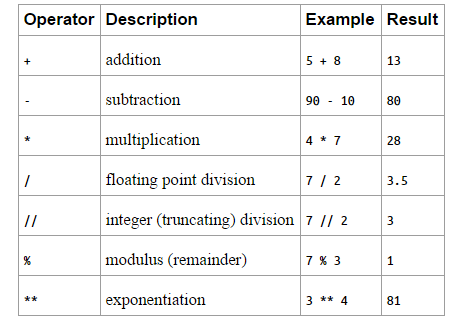 Operator Description Example Result
+ addition 5 + 8 13
- subtraction 90 - 10 80
* multiplication 4 * 7 28
/ floating point division 7 / 2 3.5
// integer (truncating) division 7 // 2 3
% modulus (remainder) 7 % 3 1
** exponentiation 3 ** 4 81